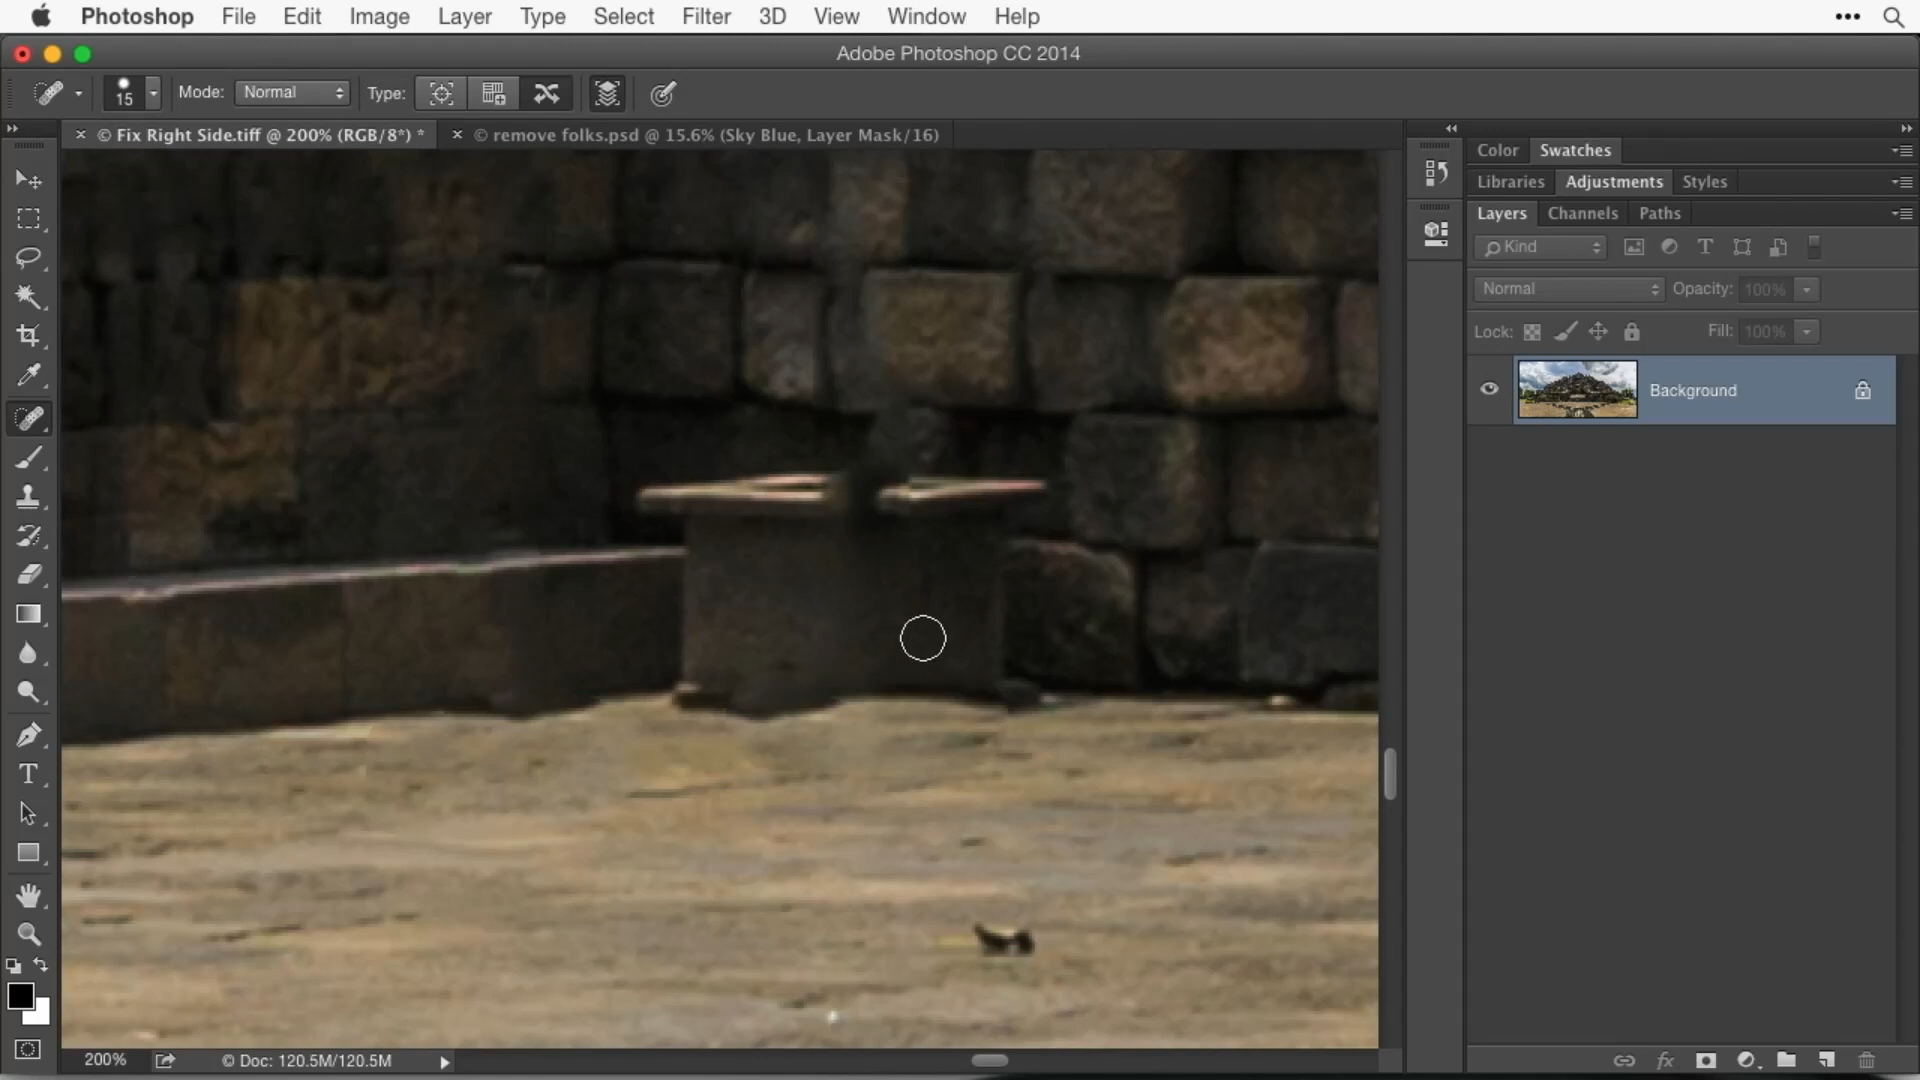 Photoshop File Edit Image Layer Type Select Filter 3D View Window Help
Adobe Photoshop CC 2014
15 Mode: Normal Type:
© Fix Right Side.tiff @ 200% (RGB/8*) *
© remove folks.psd @ 15.6% (Sky Blue, Layer Mask/16)
Color Swatches
Libraries Adjustments Styles
Layers Channels Paths
Kind
Normal Opacity: 100%
Lock: Fill: 100%
Background
200% © Doc: 120.5M/120.5M